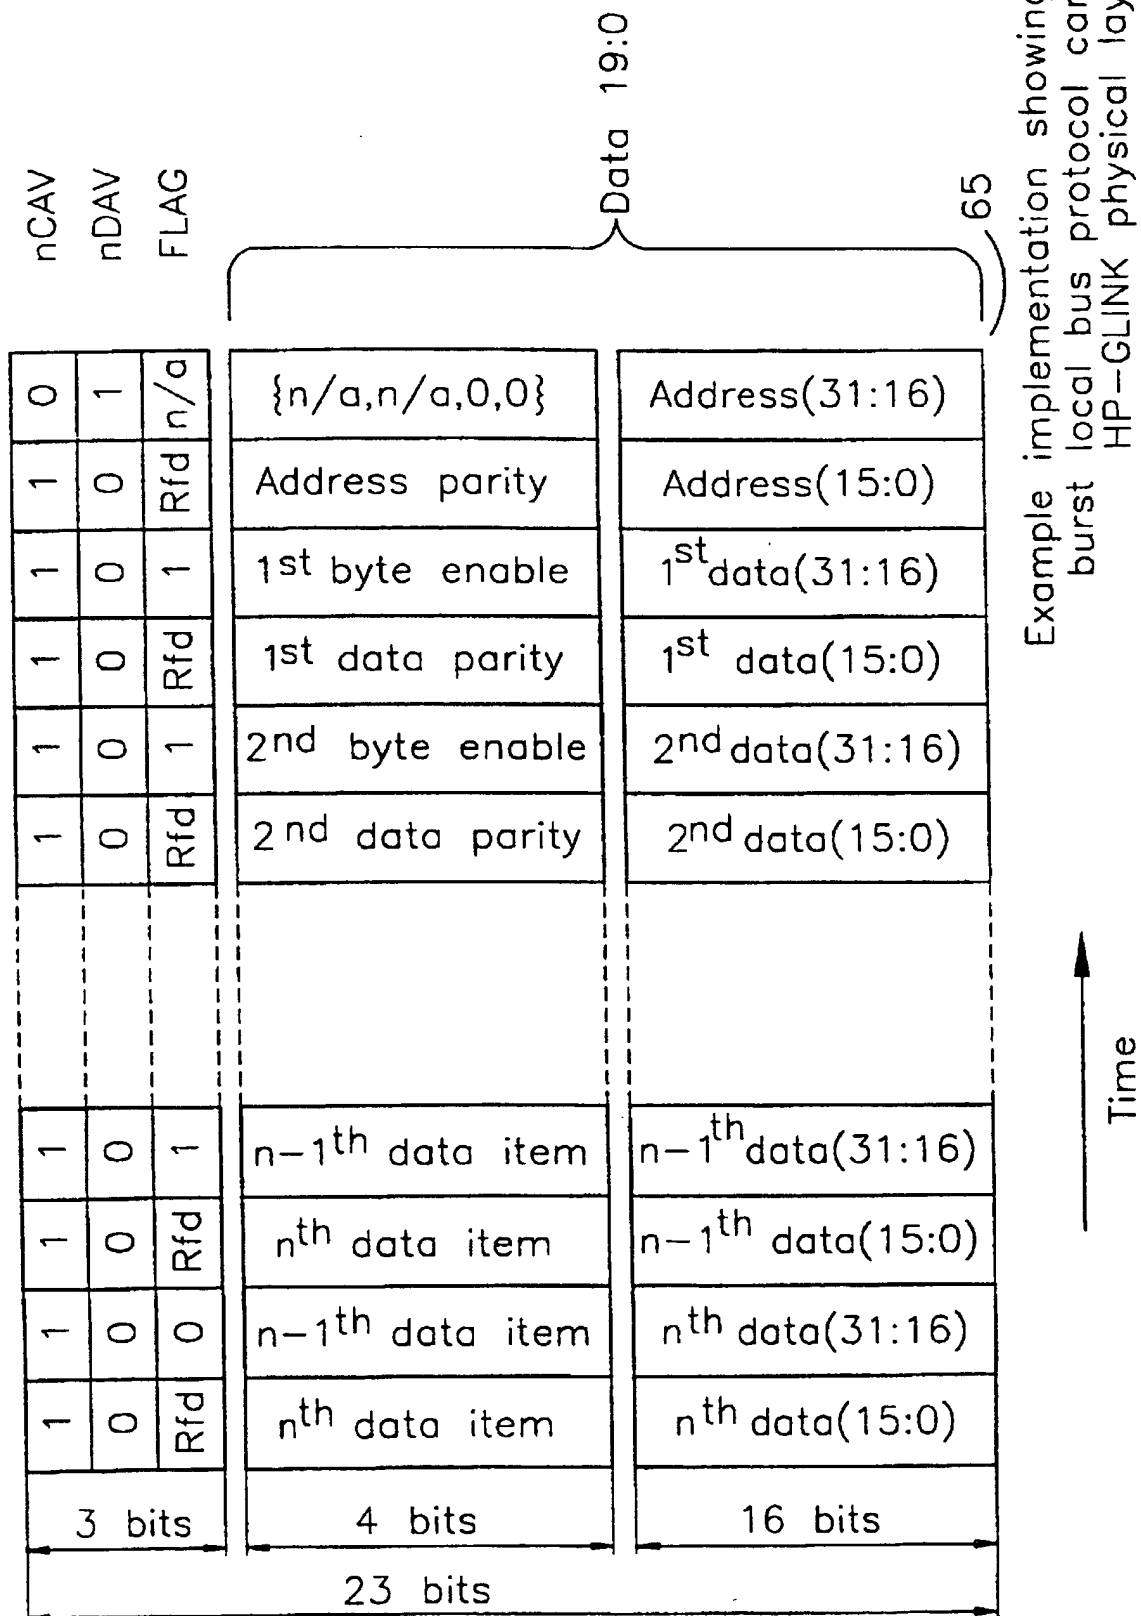 nCAV
nDAV
FLAG
0 1 n/a {n/a,n/a,0,0} Address(31:16)
1 0 Rfd Address parity Address(15:0)
1 0 1 1st byte enable 1st data(31:16)
1 0 Rfd 1st data parity 1st data(15:0)
1 0 1 2nd byte enable 2nd data(31:16)
1 0 Rfd 2nd data parity 2nd data(15:0)
1 0 1 n-1th data item n-1th data(31:16)
1 0 Rfd nth data item n-1th data(15:0)
1 0 0 n-1th data item nth data(31:16)
1 0 Rfd nth data item nth data(15:0)
3 bits 4 bits 16 bits
23 bits
Data 19:0
65
Example implementation showing
burst local bus protocol
HP-GLINK physical
Time